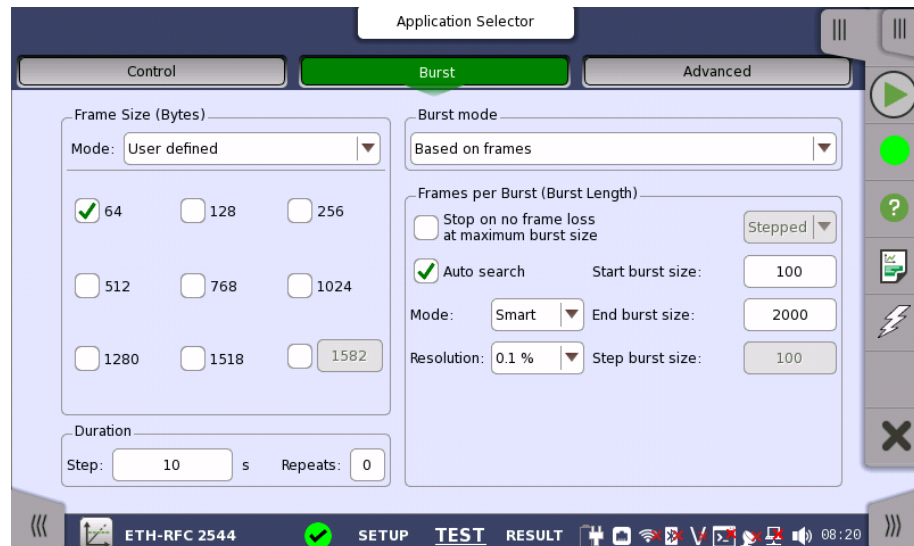 Application Selector
Control
Burst
Advanced
Frame Size (Bytes)
Mode: User defined
64
128
256
512
768
1024
1280
1518
1582
Duration
Step: 10 s Repeats: 0
Burst mode
Based on frames
Frames per Burst (Burst Length)
Stop on no frame loss
at maximum burst size
Stepped
Auto search
Start burst size: 100
Mode: Smart
End burst size: 2000
Resolution: 0.1 %
Step burst size: 100
ETH-RFC 2544
SETUP
TEST
RESULT
08:20